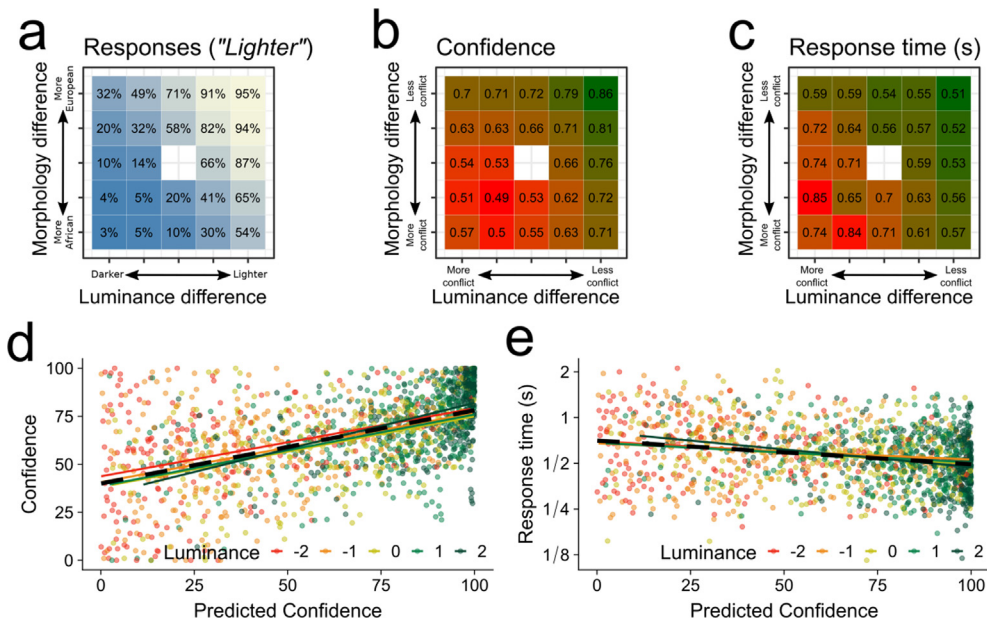 a
Responses ("Lighter")
Morphology difference
More European
More African
32% 49% 71% 91% 95%
20% 32% 58% 82% 94%
10% 14% 66% 87%
4% 5% 20% 41% 65%
3% 5% 10% 30% 54%
Darker Lighter
Luminance difference
b
Confidence
Morphology difference
Less conflict
More conflict
0.7 0.71 0.72 0.79 0.86
0.63 0.63 0.66 0.71 0.81
0.54 0.53 0.66 0.76
0.51 0.49 0.53 0.62 0.72
0.57 0.5 0.55 0.63 0.71
More conflict Less conflict
Luminance difference
c
Response time (s)
Morphology difference
Less conflict
More conflict
0.59 0.59 0.54 0.55 0.51
0.72 0.64 0.56 0.57 0.52
0.74 0.71 0.59 0.53
0.85 0.65 0.7 0.63 0.56
0.74 0.84 0.71 0.61 0.57
More conflict Less conflict
Luminance difference
d
Confidence
100
75
50
25
0
Luminance -2 -1 0 1 2
0 25 50 75 100
Predicted Confidence
e
Response time (s)
2
1
1/2
1/4
1/8
Luminance -2 -1 0 1 2
0 25 50 75 100
Predicted Confidence